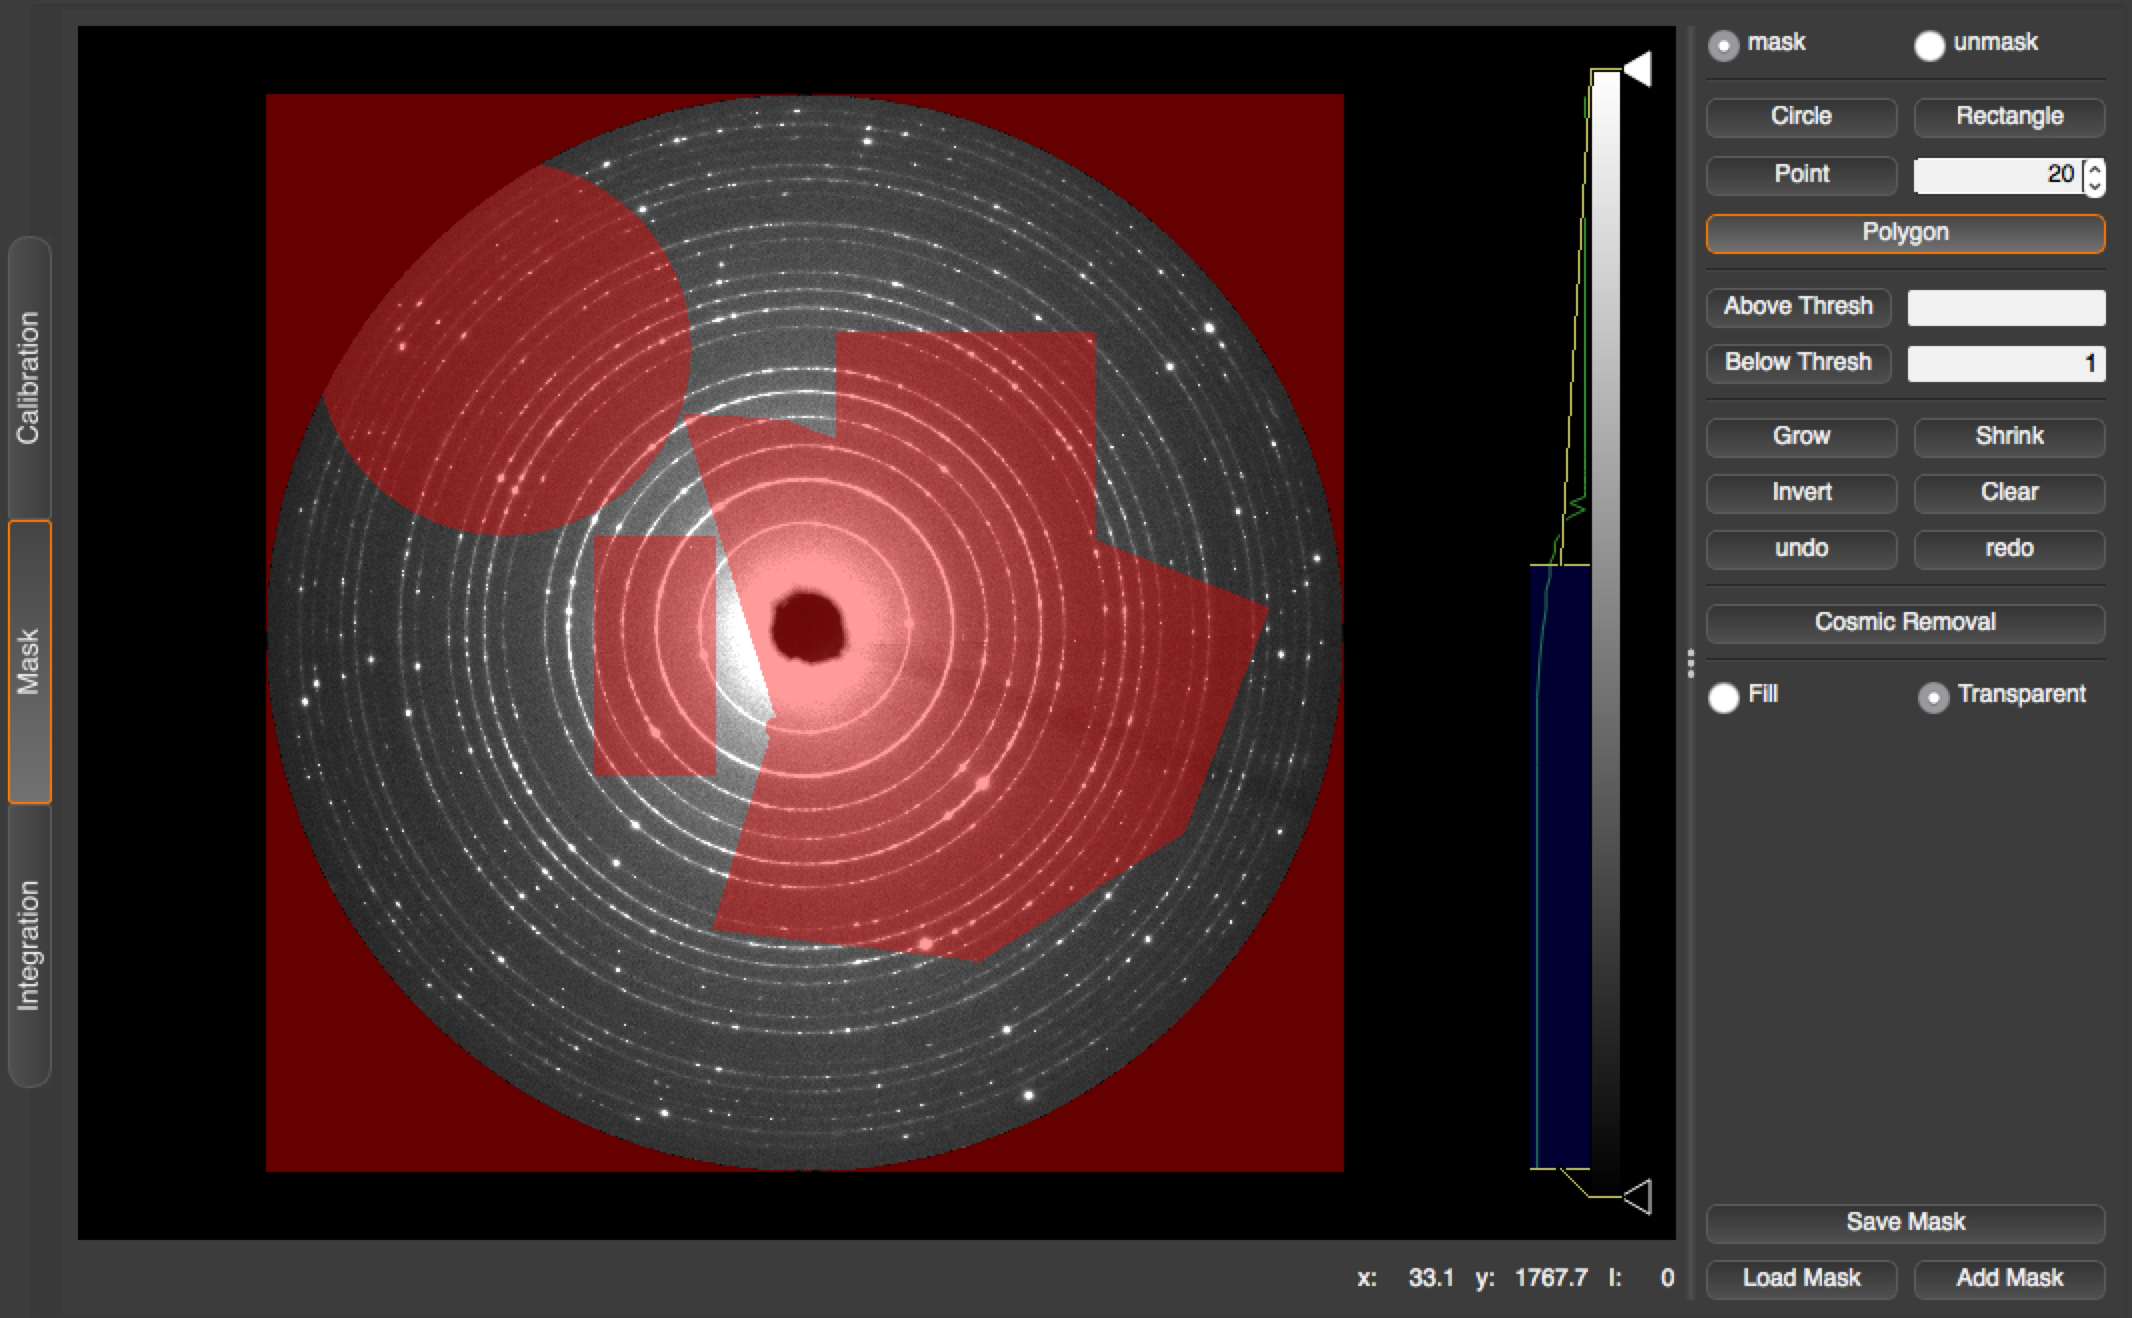 Calibration
Mask
Integration
mask unmask
Circle Rectangle
Point 20
Polygon
Above Thresh
Below Thresh 1
Grow Shrink
Invert Clear
undo redo
Cosmic Removal
Fill Transparent
Save Mask
Load Mask Add Mask
x: 33.1 y: 1767.7 I: 0